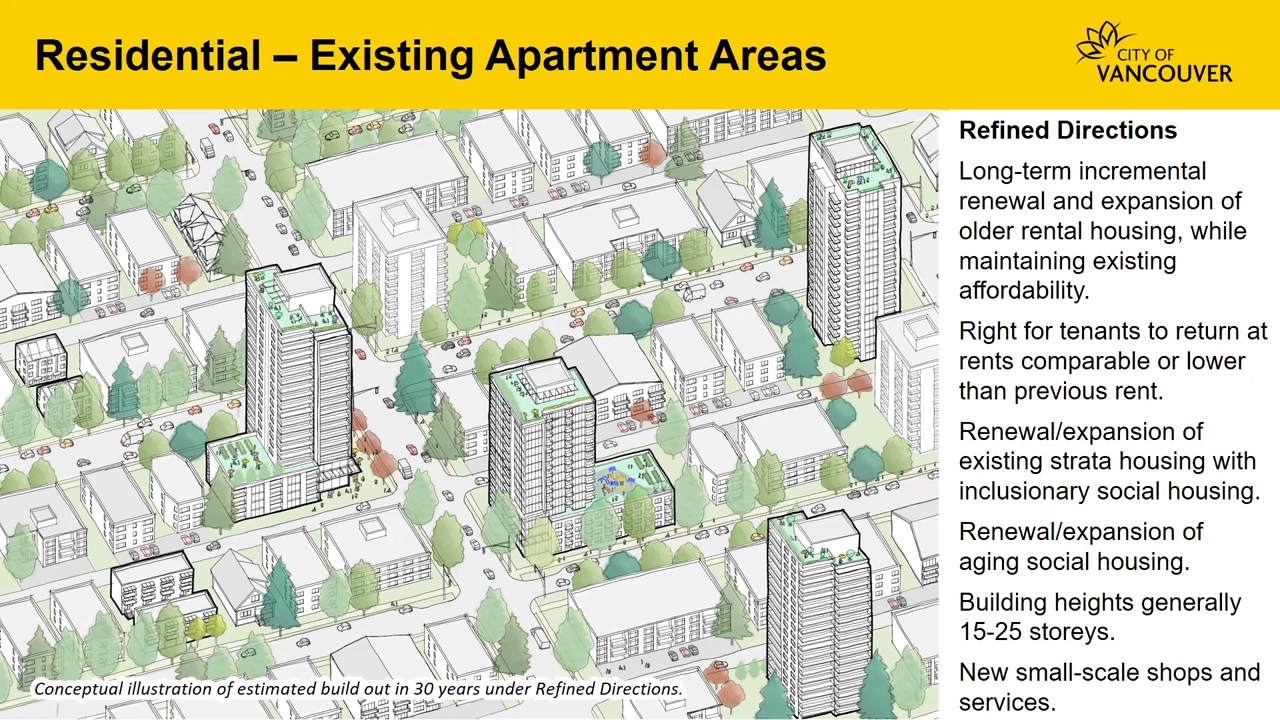 Residential – Existing Apartment Areas
CITY OF
VANCOUVER
Refined Directions
Long-term incremental
renewal and expansion of
older rental housing, while
maintaining existing
affordability.
Right for tenants to return at
rents comparable or lower
than previous rent.
Renewal/expansion of
existing strata housing with
inclusionary social housing.
Renewal/expansion of
aging social housing.
Building heights generally
15-25 storeys.
New small-scale shops and
services.
Conceptual illustration of estimated build out in 30 years under Refined Directions.